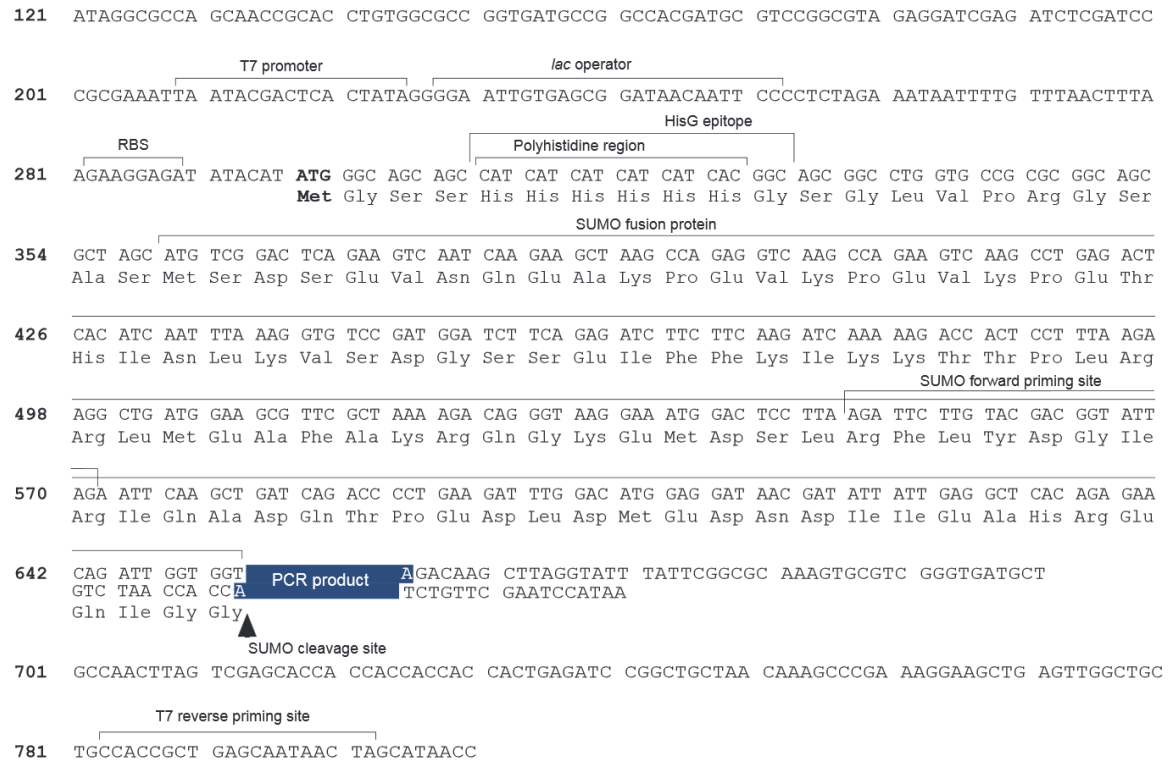 121 ATAGGCGCCA GCAACCGCAC CTGTGGCGCC GGTGATGCCG GCCACGATGC GTCCGGCGTA GAGGATCGAG ATCTCGATCC
T7 promoter lac operator
201 CGCGAAATTA ATACGACTCA CTATAGGGGA ATTGTGAGCG GATAACAATT CCCCTCTAGA AATAATTTTG TTTAACTTTA
HisG epitope
RBS Polyhistidine region
281 AGAAGGAGAT ATACAT ATG GGC AGC AGC CAT CAT CAT CAT CAT CAC GGC AGC GGC CTG GTG CCG CGC GGC AGC
Met Gly Ser Ser His His His His His His Gly Ser Gly Leu Val Pro Arg Gly Ser
SUMO fusion protein
354 GCT AGC ATG TCG GAC TCA GAA GTC AAT CAA GAA GCT AAG CCA GAG GTC AAG CCA GAA GTC AAG CCT GAG ACT
Ala Ser Met Ser Asp Ser Glu Val Asn Gln Glu Ala Lys Pro Glu Val Lys Pro Glu Val Lys Pro Glu Thr
426 CAC ATC AAT TTA AAG GTG TCC GAT GGA TCT TCA GAG ATC TTC TTC AAG ATC AAA AAG ACC ACT CCT TTA AGA
His Ile Asn Leu Lys Val Ser Asp Gly Ser Ser Glu Ile Phe Phe Lys Ile Lys Lys Thr Thr Pro Leu Arg
SUMO forward priming site
498 AGG CTG ATG GAA GCG TTC GCT AAA AGA CAG GGT AAG GAA ATG GAC TCC TTA AGA TTC TTG TAC GAC GGT ATT
Arg Leu Met Glu Ala Phe Ala Lys Arg Gln Gly Lys Glu Met Asp Ser Leu Arg Phe Leu Tyr Asp Gly Ile
570 AGA ATT CAA GCT GAT CAG ACC CCT GAA GAT TTG GAC ATG GAG GAT AAC GAT ATT ATT GAG GCT CAC AGA GAA
Arg Ile Gln Ala Asp Gln Thr Pro Glu Asp Leu Asp Met Glu Asp Asn Asp Ile Ile Glu Ala His Arg Glu
642 CAG ATT GGT GGT PCR product AGACAAG CTTAGGTATT TATTCGGCGC AAAGTGCGTC GGGTGATGCT
GTC TAA CCA CCA TCTGTTC GAATCCATAA
Gln Ile Gly Gly
SUMO cleavage site
701 GCCAACTTAG TCGAGCACCA CCACCACCAC CACTGAGATC CGGCTGCTAA CAAAGCCCGA AAGGAAGCTG AGTTGGCTGC
T7 reverse priming site
781 TGCCACCGCT GAGCAATAAC TAGCATAACC